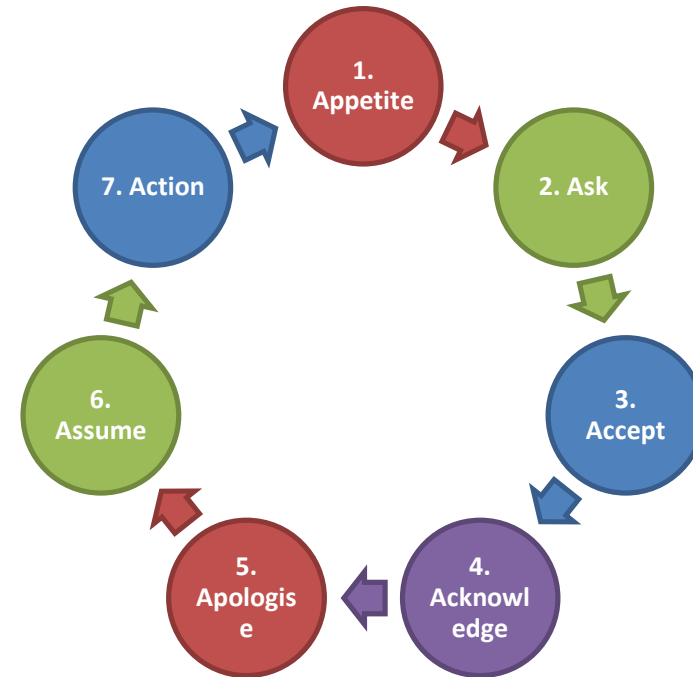 1.
Appetite
2. Ask
3.
Accept
4.
Acknowl
edge
5.
Apologis
e
6.
Assume
7. Action